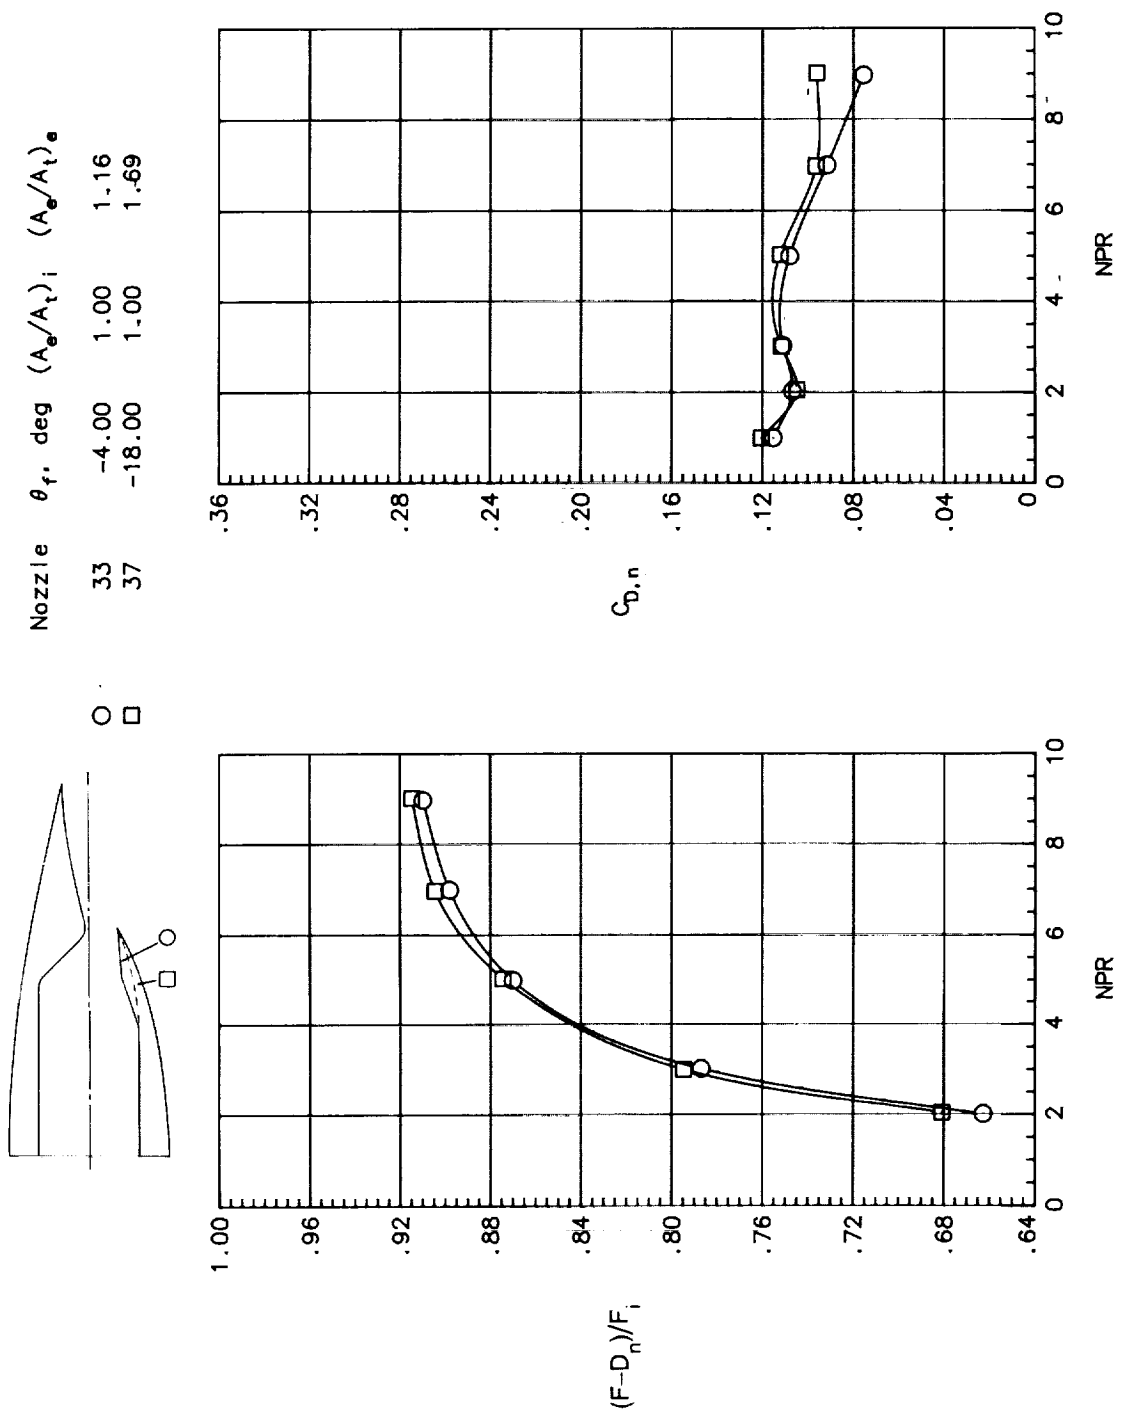 Nozzle θf, deg (Ae/At)i (Ae/At)e
33 -4.00 1.00 1.16
37 -18.00 1.00 1.69
1.00
.96
.92
.88
.84
.80
.76
.72
.68
.64
(F-Dn)/Fi
0 2 4 6 8 10
NPR
.36
.32
.28
.24
.20
.16
.12
.08
.04
0
CD,n
0 2 4 6 8 10
NPR